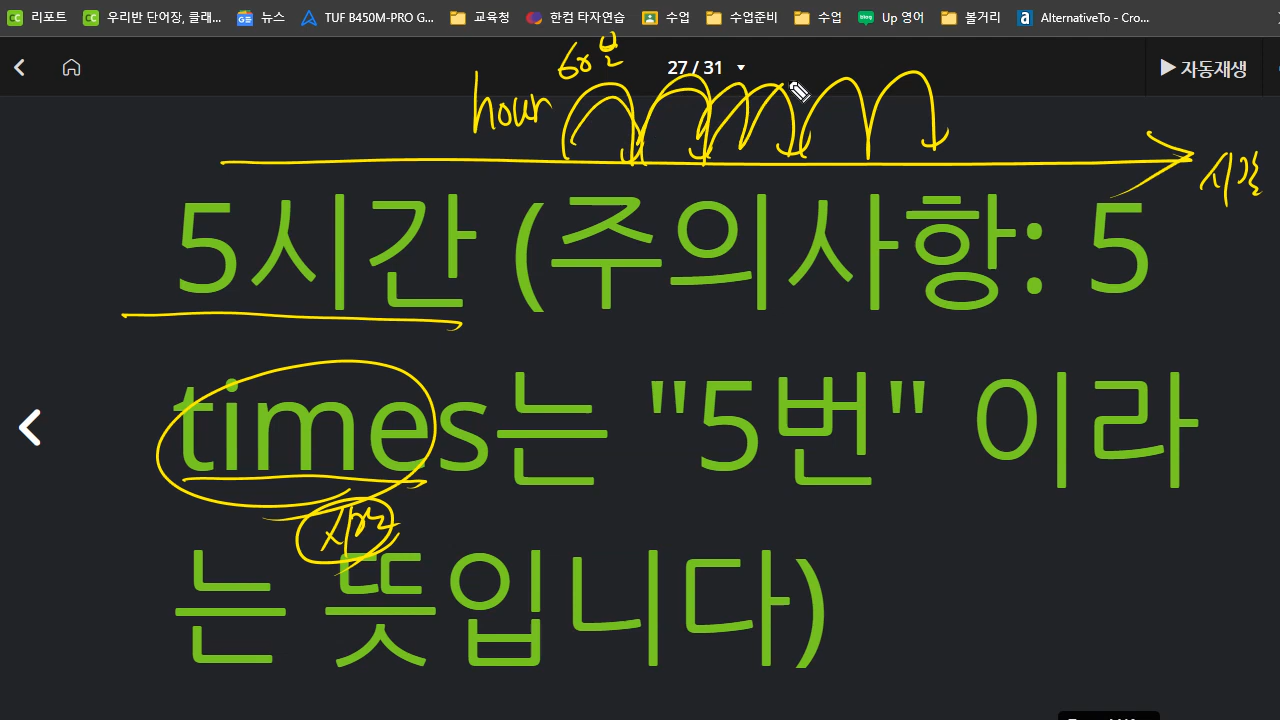 리포트 우리반 단어장, 클래... 뉴스 TUF B450M-PRO G... 교육청 한컴 타자연습 수업 수업준비 수업 Up 영어 볼거리 AlternativeTo - Cro...
27 / 31 자동재생
60분
hour
시간
5시간 (주의사항: 5
times는 "5번" 이라
시간
는 뜻입니다)